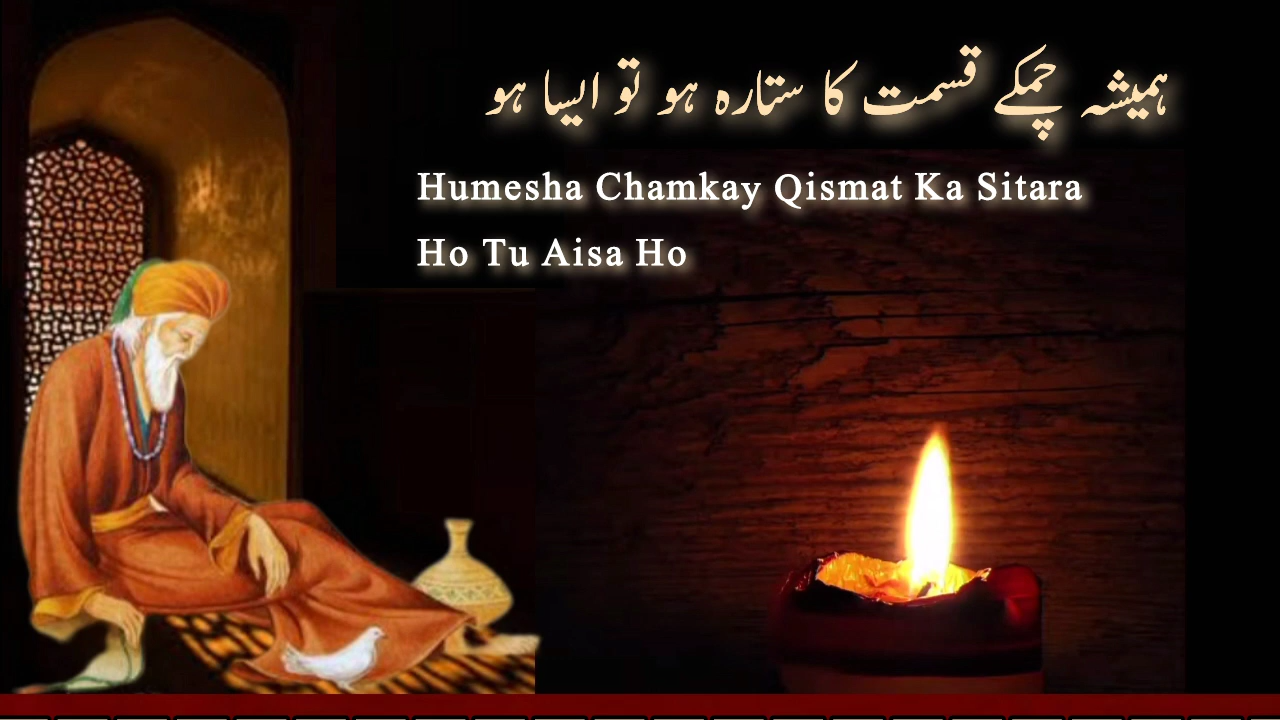 ہمیشہ چمکے قسمت کا ستارہ ہو تو ایسا ہو
Humesha Chamkay Qismat Ka Sitara
Ho Tu Aisa Ho